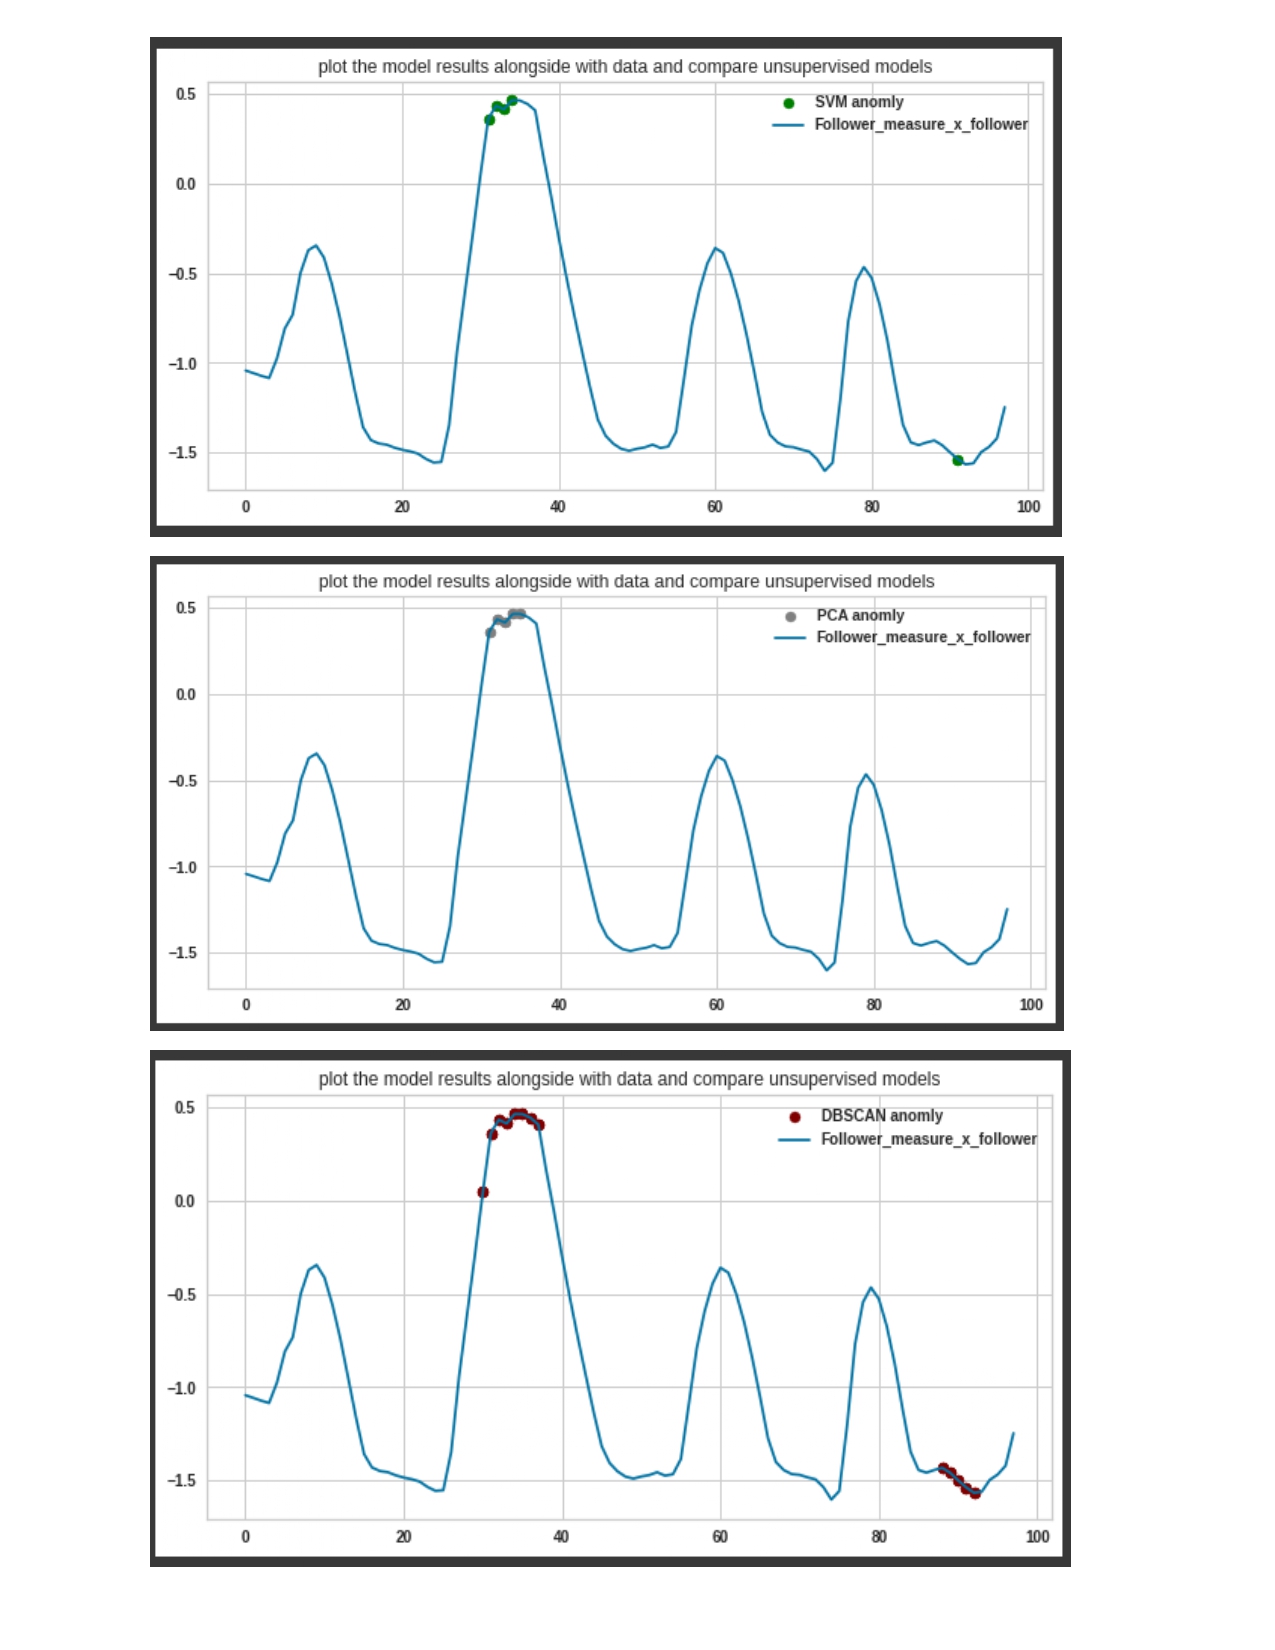 plot the model results alongside with data and compare unsupervised models
0.5
SVM anomly
Follower_measure_x_follower
0.0
−0.5
−1.0
−1.5
0 20 40 60 80 100
plot the model results alongside with data and compare unsupervised models
0.5
PCA anomly
Follower_measure_x_follower
0.0
−0.5
−1.0
−1.5
0 20 40 60 80 100
plot the model results alongside with data and compare unsupervised models
0.5
DBSCAN anomly
Follower_measure_x_follower
0.0
−0.5
−1.0
−1.5
0 20 40 60 80 100